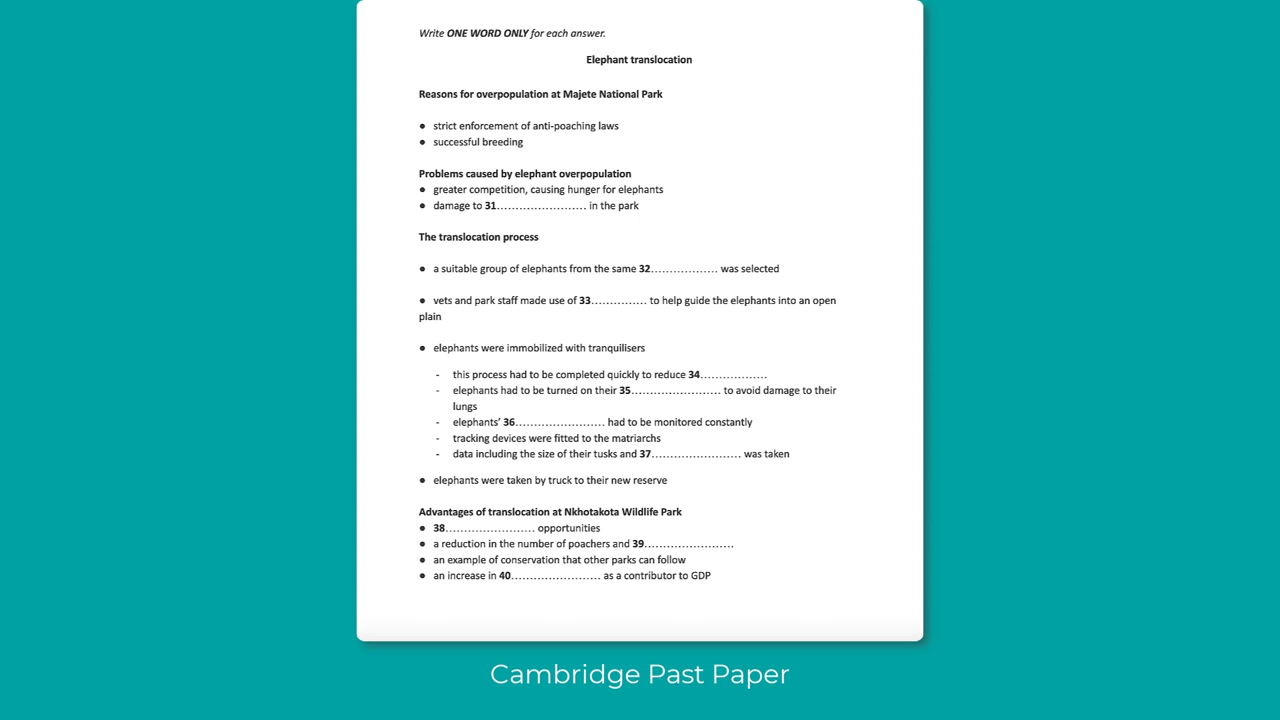 Write ONE WORD ONLY for each answer.
Elephant translocation
Reasons for overpopulation at Majete National Park
● strict enforcement of anti-poaching laws
● successful breeding
Problems caused by elephant overpopulation
● greater competition, causing hunger for elephants
● damage to 31........................ in the park
The translocation process
● a suitable group of elephants from the same 32.................. was selected
● vets and park staff made use of 33............... to help guide the elephants into an open
plain
● elephants were immobilized with tranquilisers
- this process had to be completed quickly to reduce 34..................
- elephants had to be turned on their 35........................ to avoid damage to their
lungs
- elephants' 36........................ had to be monitored constantly
- tracking devices were fitted to the matriarchs
- data including the size of their tusks and 37........................ was taken
● elephants were taken by truck to their new reserve
Advantages of translocation at Nkhotakota Wildlife Park
● 38........................ opportunities
● a reduction in the number of poachers and 39........................
● an example of conservation that other parks can follow
● an increase in 40........................ as a contributor to GDP
Cambridge Past Paper